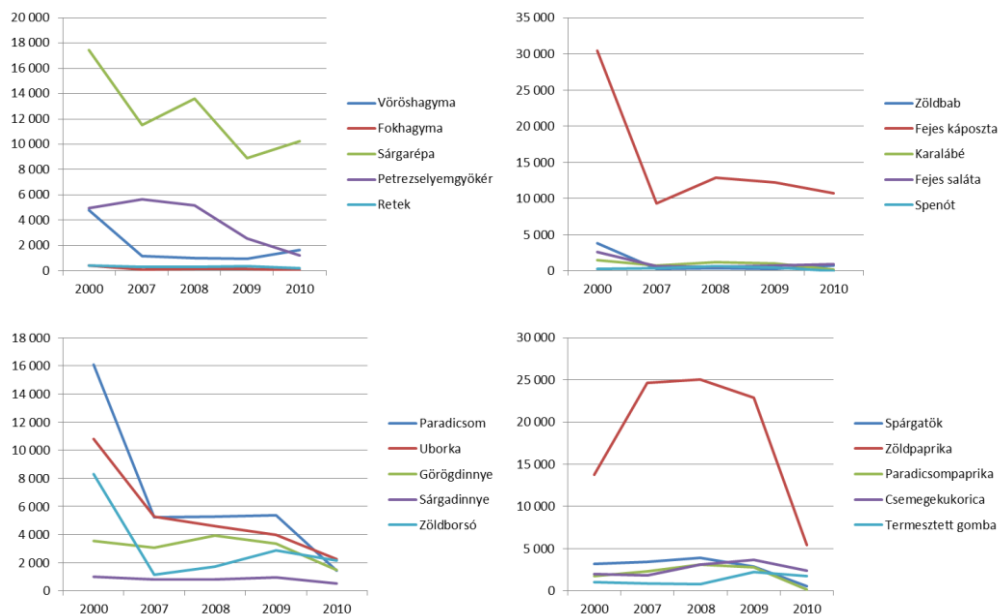 20 000
18 000
16 000
14 000
12 000
10 000
8 000
6 000
4 000
2 000
0
2000 2007 2008 2009 2010
Vöröshagyma
Fokhagyma
Sárgarépa
Petrezselyemgyökér
Retek
35 000
30 000
25 000
20 000
15 000
10 000
5 000
0
2000 2007 2008 2009 2010
Zöldbab
Fejes káposzta
Karalábé
Fejes saláta
Spenót
18 000
16 000
14 000
12 000
10 000
8 000
6 000
4 000
2 000
0
2000 2007 2008 2009 2010
Paradicsom
Uborka
Görögdinnye
Sárgadinnye
Zöldborsó
30 000
25 000
20 000
15 000
10 000
5 000
0
2000 2007 2008 2009 2010
Spárgatök
Zöldpaprika
Paradicsompaprika
Csemegekukorica
Termesztett gomba